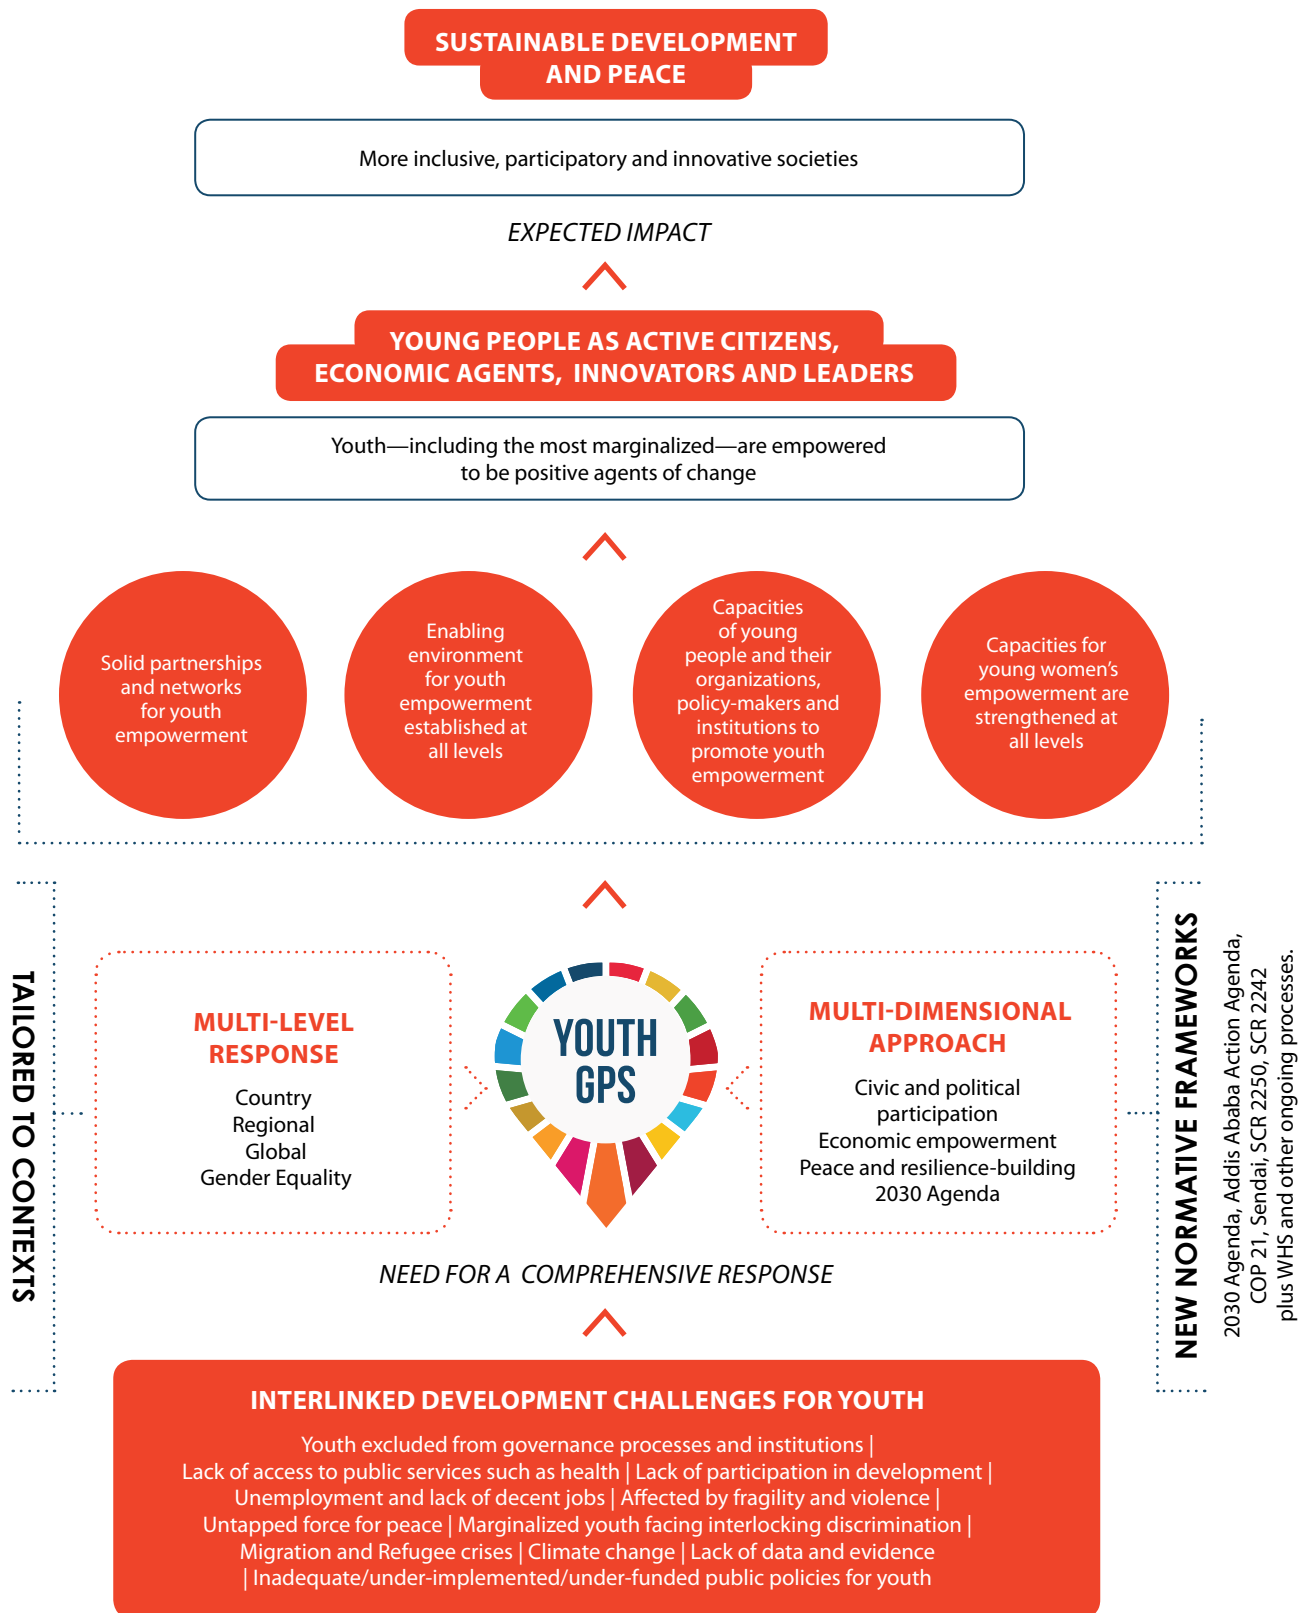 SUSTAINABLE DEVELOPMENT
AND PEACE
More inclusive, participatory and innovative societies
EXPECTED IMPACT
YOUNG PEOPLE AS ACTIVE CITIZENS,
ECONOMIC AGENTS, INNOVATORS AND LEADERS
Youth—including the most marginalized—are empowered
to be positive agents of change
Solid partnerships
and networks
for youth
empowerment
Enabling
environment
for youth
empowerment
established at
all levels
Capacities
of young
people and their
organizations,
policy-makers and
institutions to
promote youth
empowerment
Capacities for
young women's
empowerment are
strengthened at
all levels
TAILORED TO CONTEXTS
MULTI-LEVEL
RESPONSE
Country
Regional
Global
Gender Equality
YOUTH
GPS
MULTI-DIMENSIONAL
APPROACH
Civic and political
participation
Economic empowerment
Peace and resilience-building
2030 Agenda
NEW NORMATIVE FRAMEWORKS
2030 Agenda, Addis Ababa Action Agenda,
COP 21, Sendai, SCR 2250, SCR 2242
plus WHS and other ongoing processes.
NEED FOR A COMPREHENSIVE RESPONSE
INTERLINKED DEVELOPMENT CHALLENGES FOR YOUTH
Youth excluded from governance processes and institutions |
Lack of access to public services such as health | Lack of participation in development |
Unemployment and lack of decent jobs | Affected by fragility and violence |
Untapped force for peace | Marginalized youth facing interlocking discrimination |
Migration and Refugee crises | Climate change | Lack of data and evidence
| Inadequate/under-implemented/under-funded public policies for youth